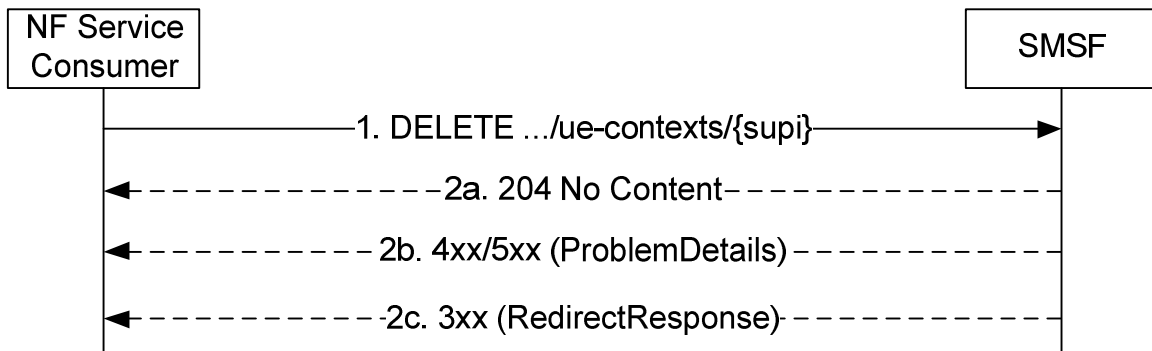 NF Service
Consumer
SMSF
1. DELETE .../ue-contexts/{supi}
2a. 204 No Content
2b. 4xx/5xx (ProblemDetails)
2c. 3xx (RedirectResponse)